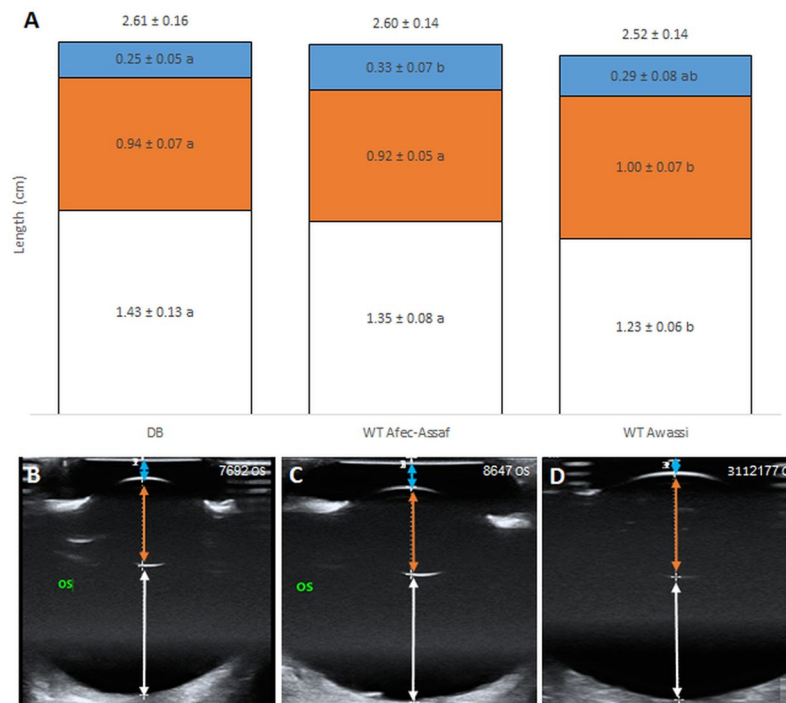 A
2.61 ± 0.16
2.60 ± 0.14
2.52 ± 0.14
0.25 ± 0.05 a
0.33 ± 0.07 b
0.29 ± 0.08 ab
0.94 ± 0.07 a
0.92 ± 0.05 a
1.00 ± 0.07 b
1.43 ± 0.13 a
1.35 ± 0.08 a
1.23 ± 0.06 b
Length (cm)
DB
WT Afec-Assaf
WT Awassi
B
7692 OS
OS
C
8647 OS
OS
D
3112177